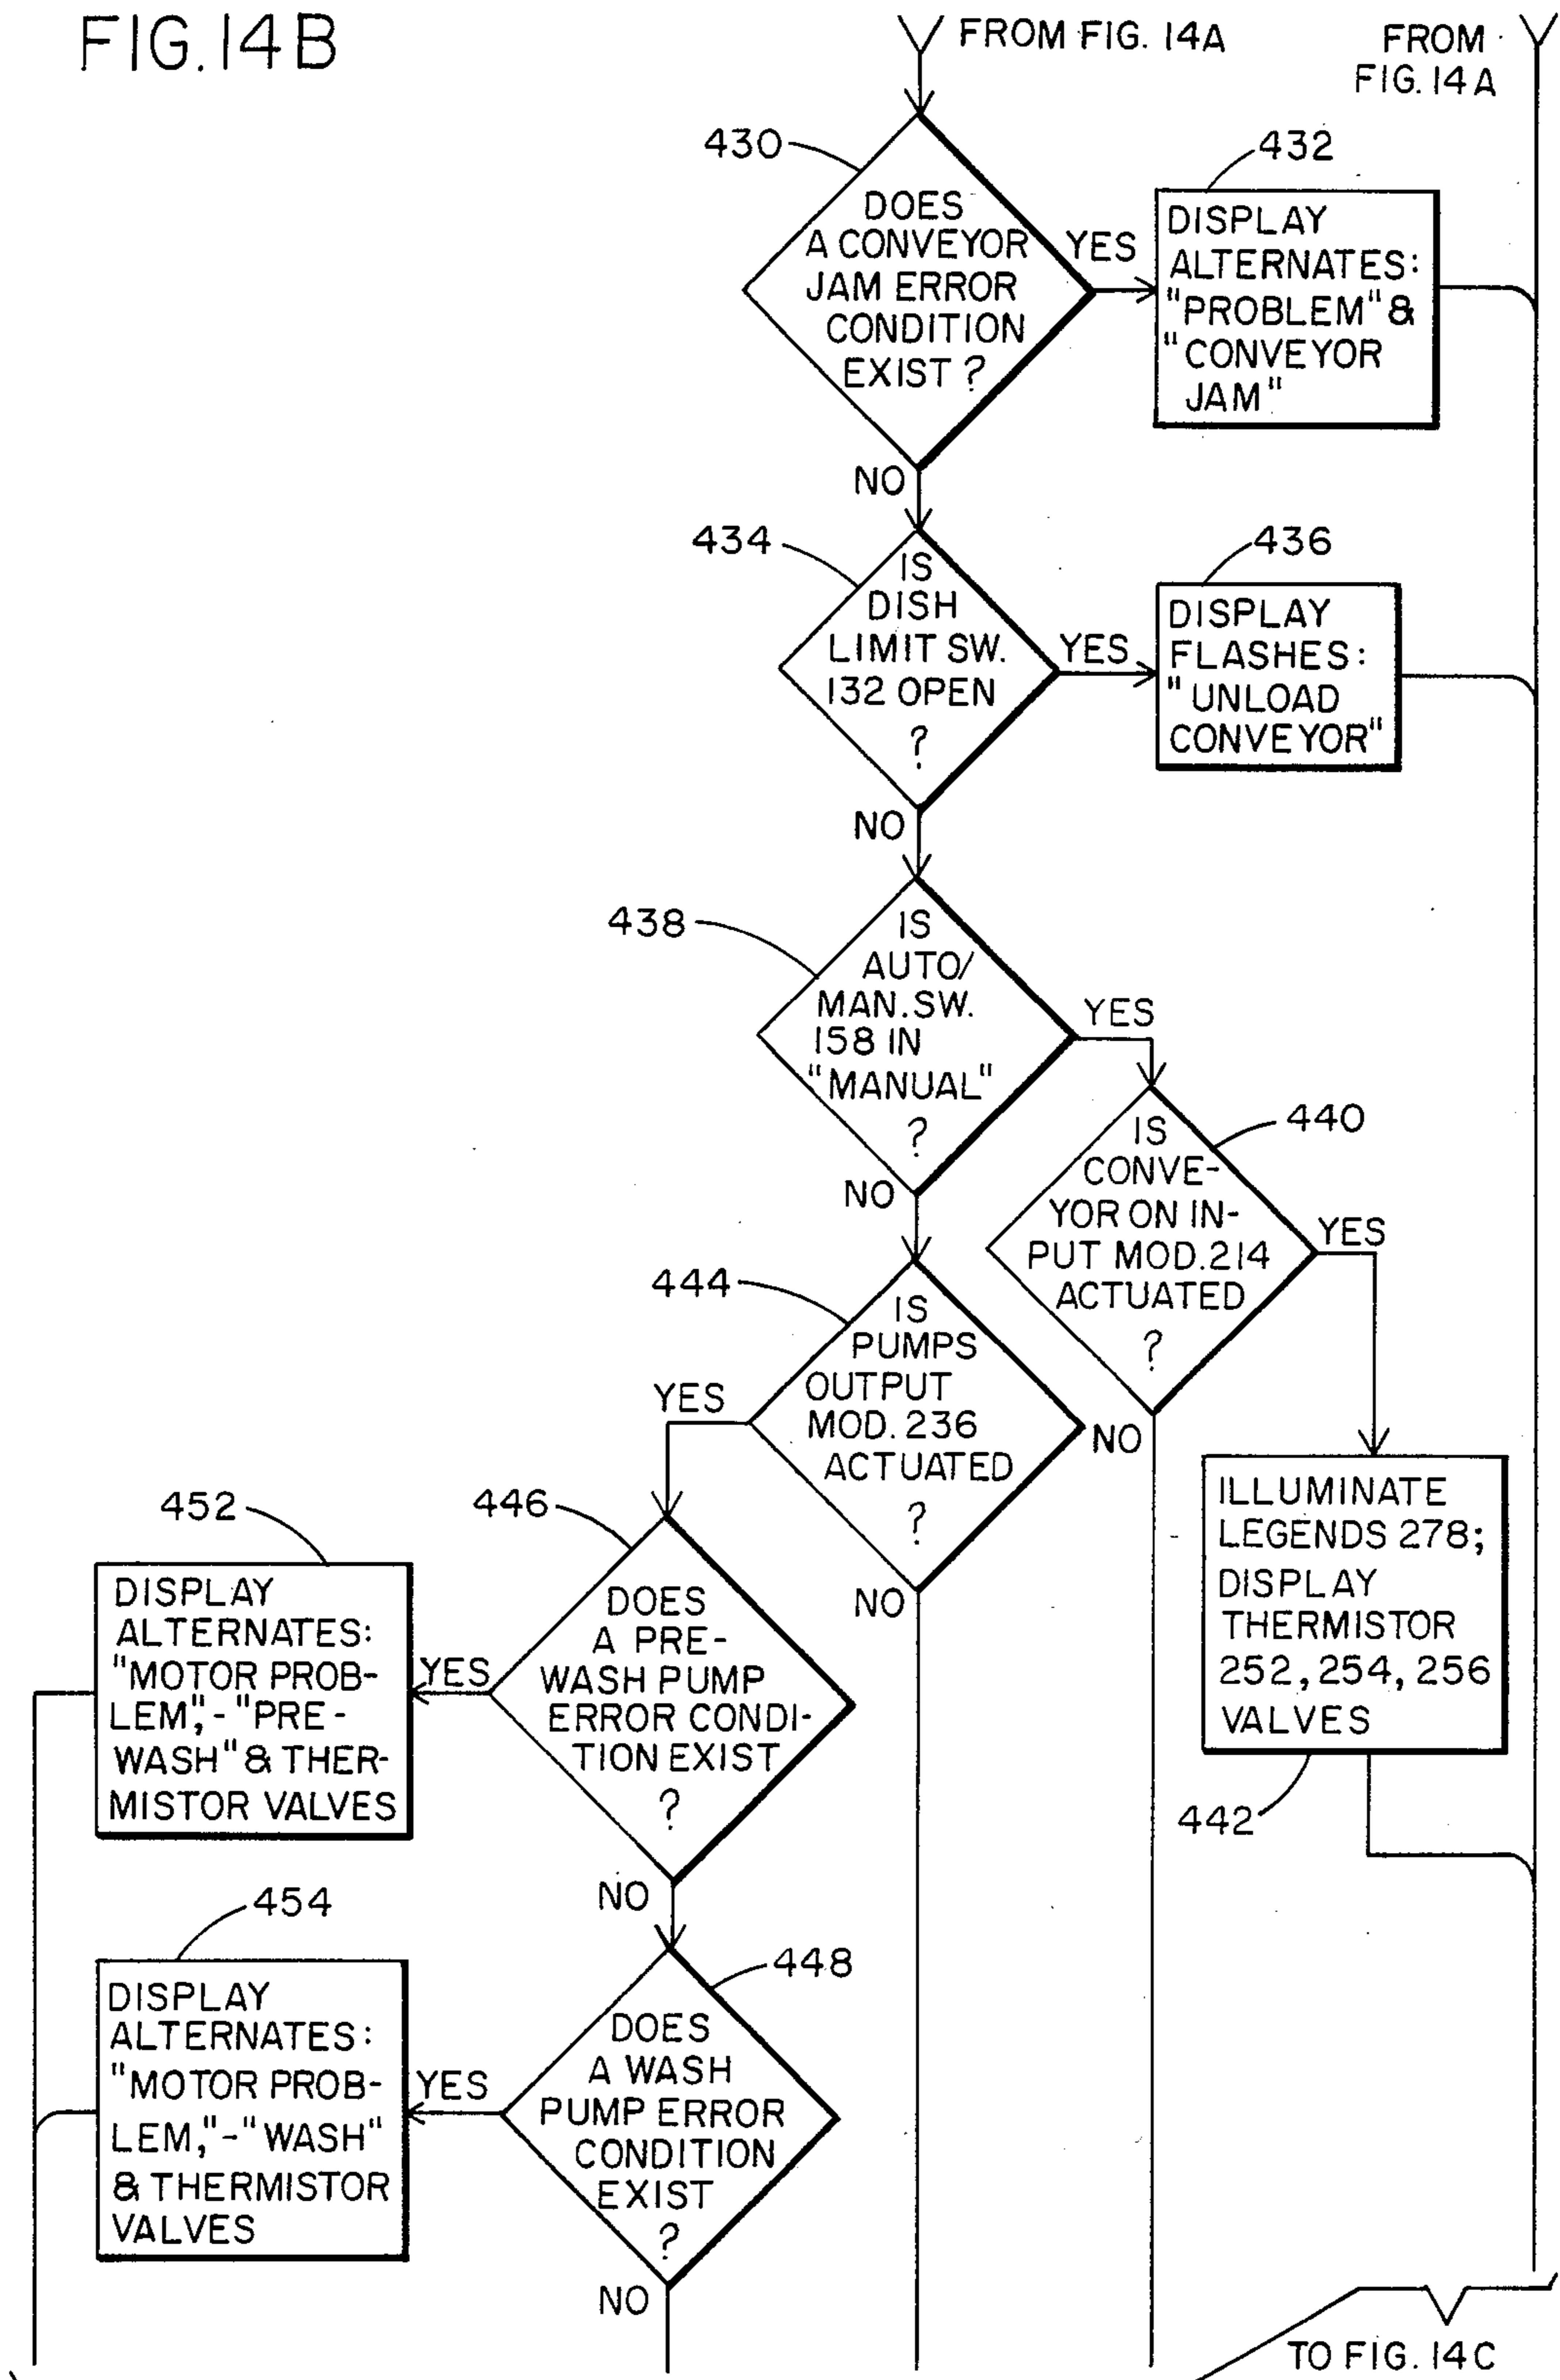 FIG. 14B
FROM FIG. 14A
FROM
FIG. 14A
430
DOES
A CONVEYOR
JAM ERROR
CONDITION
EXIST ?
YES
NO
432
DISPLAY
ALTERNATES:
"PROBLEM" &
"CONVEYOR
JAM"
434
IS
DISH
LIMIT SW.
132 OPEN
?
YES
NO
436
DISPLAY
FLASHES:
"UNLOAD
CONVEYOR"
438
IS
AUTO/
MAN. SW.
158 IN
"MANUAL"
?
YES
NO
440
IS
CONVE-
YOR ON IN-
PUT MOD. 214
ACTUATED
?
YES
NO
444
IS
PUMPS
OUTPUT
MOD. 236
ACTUATED
?
YES
NO
ILLUMINATE
LEGENDS 278;
DISPLAY
THERMISTOR
252, 254, 256
VALVES
442
446
DOES
A PRE-
WASH PUMP
ERROR CONDI-
TION EXIST
?
YES
NO
452
DISPLAY
ALTERNATES:
"MOTOR PROB-
LEM,"-"PRE-
WASH" & THER-
MISTOR VALVES
448
DOES
A WASH
PUMP ERROR
CONDITION
EXIST
?
YES
NO
454
DISPLAY
ALTERNATES:
"MOTOR PROB-
LEM,"-"WASH"
& THERMISTOR
VALVES
TO FIG. 14C